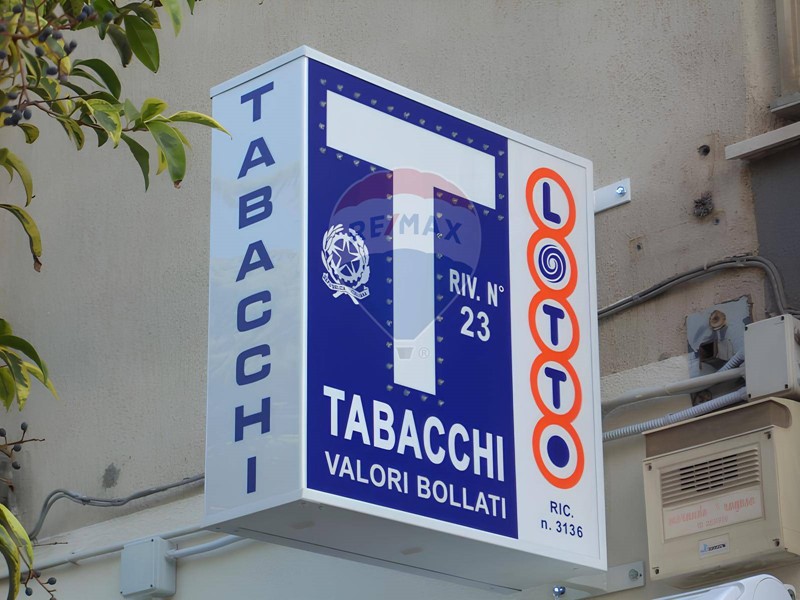 TABACCHI
RE/MAX
RIV. N°
23
TABACCHI
VALORI BOLLATI
LOTTO
RIC.
n. 3136